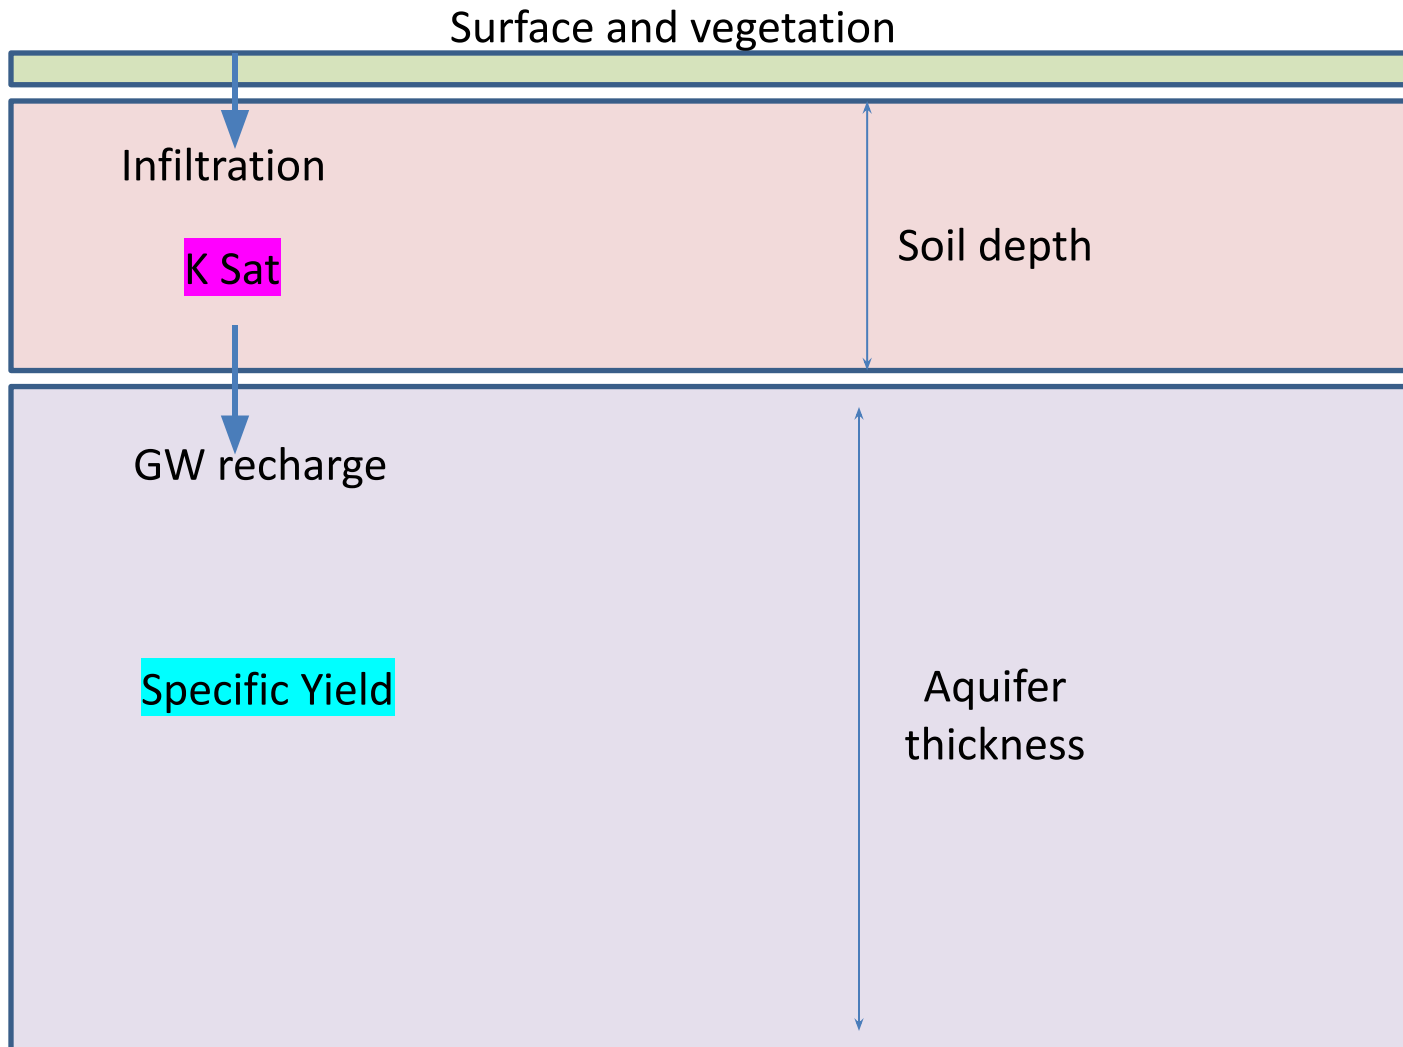 Surface and vegetation
Infiltration
K Sat
Soil depth
GW recharge
Specific Yield
Aquifer
thickness